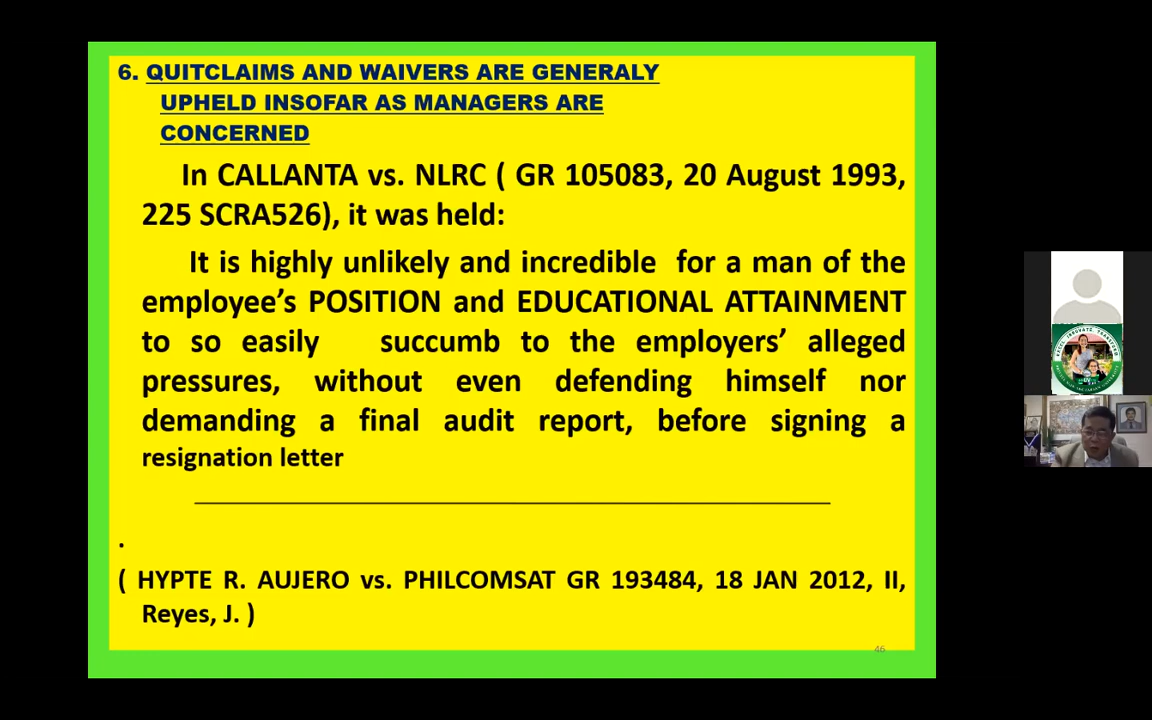 6. QUITCLAIMS AND WAIVERS ARE GENERALY
UPHELD INSOFAR AS MANAGERS ARE
CONCERNED
In CALLANTA vs. NLRC ( GR 105083, 20 August 1993,
225 SCRA526), it was held:
It is highly unlikely and incredible for a man of the
employee’s POSITION and EDUCATIONAL ATTAINMENT
to so easily succumb to the employers’ alleged
pressures, without even defending himself nor
demanding a final audit report, before signing a
resignation letter
.
( HYPTE R. AUJERO vs. PHILCOMSAT GR 193484, 18 JAN 2012, II,
Reyes, J. )
46